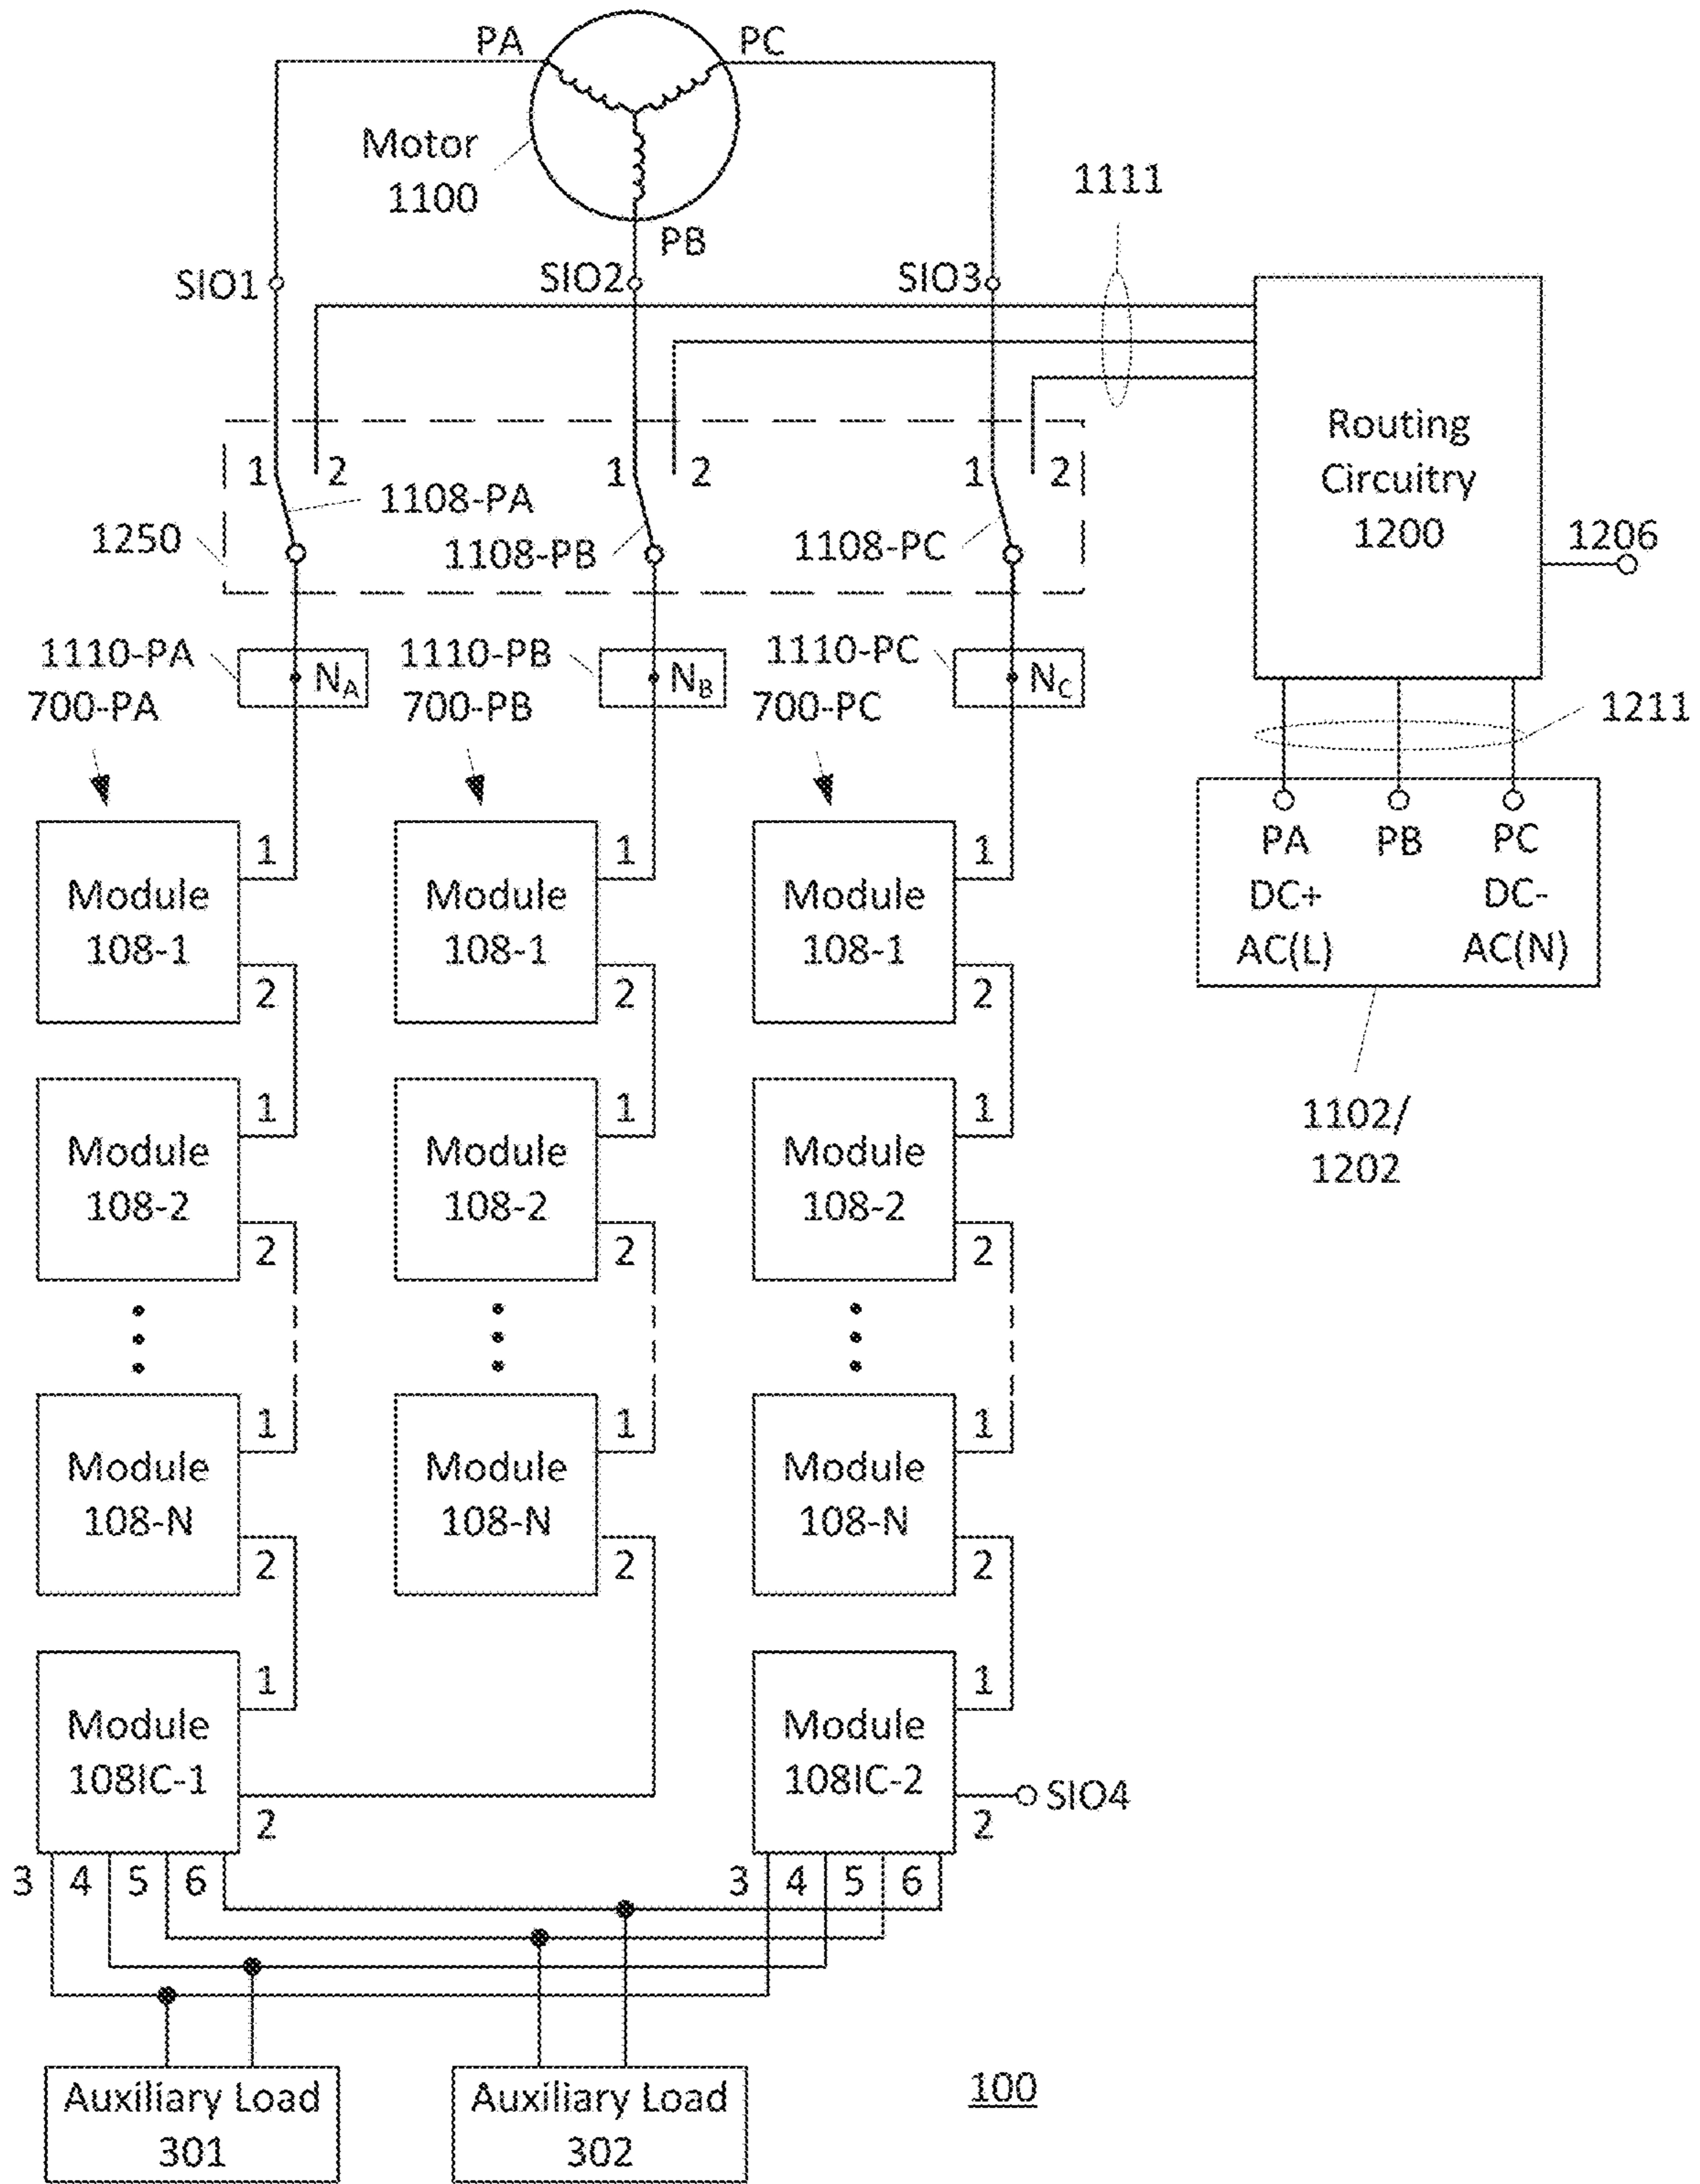 PA
PC
Motor
1100
PB
1111
SIO1
SIO2
SIO3
Routing
Circuitry
1200
1206
1 2
1 2
1 2
1108-PA
1108-PB
1108-PC
1250
1110-PA
700-PA
NA
1110-PB
700-PB
NB
1110-PC
700-PC
NC
1211
PA PB PC
DC+ DC-
AC(L) AC(N)
1102/
1202
Module
108-1
1
2
Module
108-1
1
2
Module
108-1
1
2
Module
108-2
1
2
Module
108-2
1
2
Module
108-2
1
2
Module
108-N
1
2
Module
108-N
1
2
Module
108-N
1
2
Module
108IC-1
1
2
Module
108IC-2
1
2
SIO4
3 4 5 6
3 4 5 6
Auxiliary Load
301
Auxiliary Load
302
100